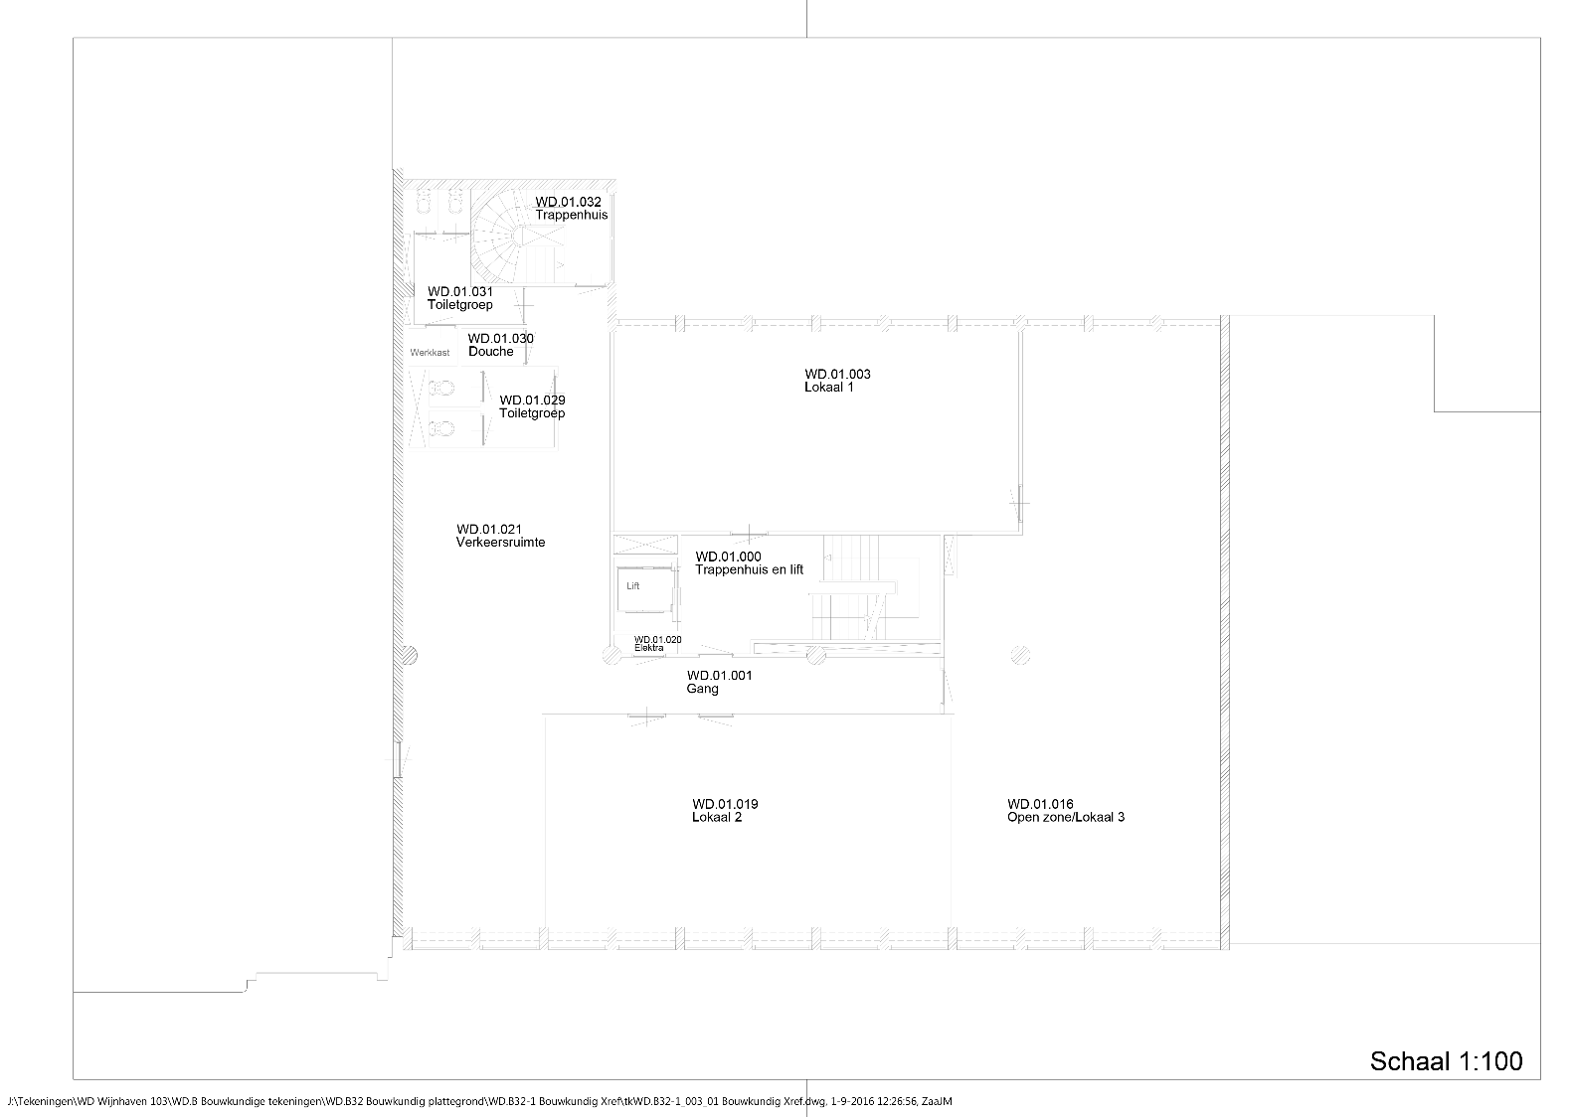 WD.01.032
Trappenhuis
WD.01.031
Toiletgroep
WD.01.030
Douche
Werkkast
WD.01.029
Toiletgroep
WD.01.003
Lokaal 1
WD.01.021
Verkeersruimte
WD.01.000
Trappenhuis en lift
Lift
WD.01.020
Elektra
WD.01.001
Gang
WD.01.019
Lokaal 2
WD.01.016
Open zone/Lokaal 3
Schaal 1:100
J:\Tekeningen\WD Wijnhaven 103\WD.B Bouwkundige tekeningen\WD.B32 Bouwkundig plattegrond\WD.B32-1 Bouwkundig Xref\tkWD.B32-1_003_01 Bouwkundig Xref.dwg, 1-9-2016 12:26:56, ZaaJM